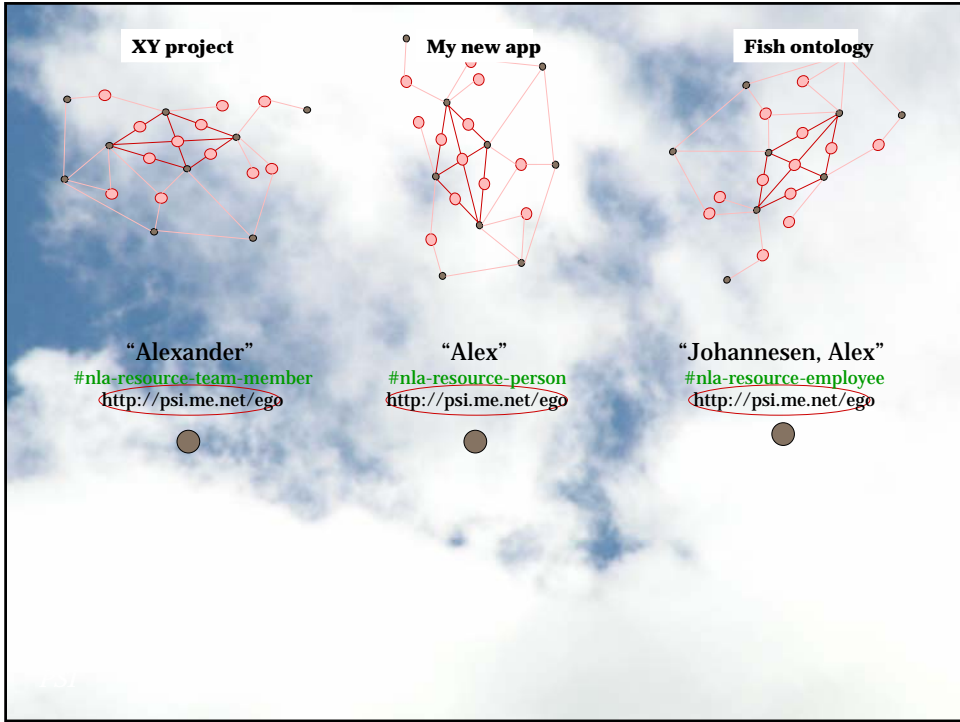 XY project
My new app
Fish ontology
“Alexander”
#nla-resource-team-member
http://psi.me.net/ego
“Alex”
#nla-resource-person
http://psi.me.net/ego
“Johannesen, Alex”
#nla-resource-employee
http://psi.me.net/ego